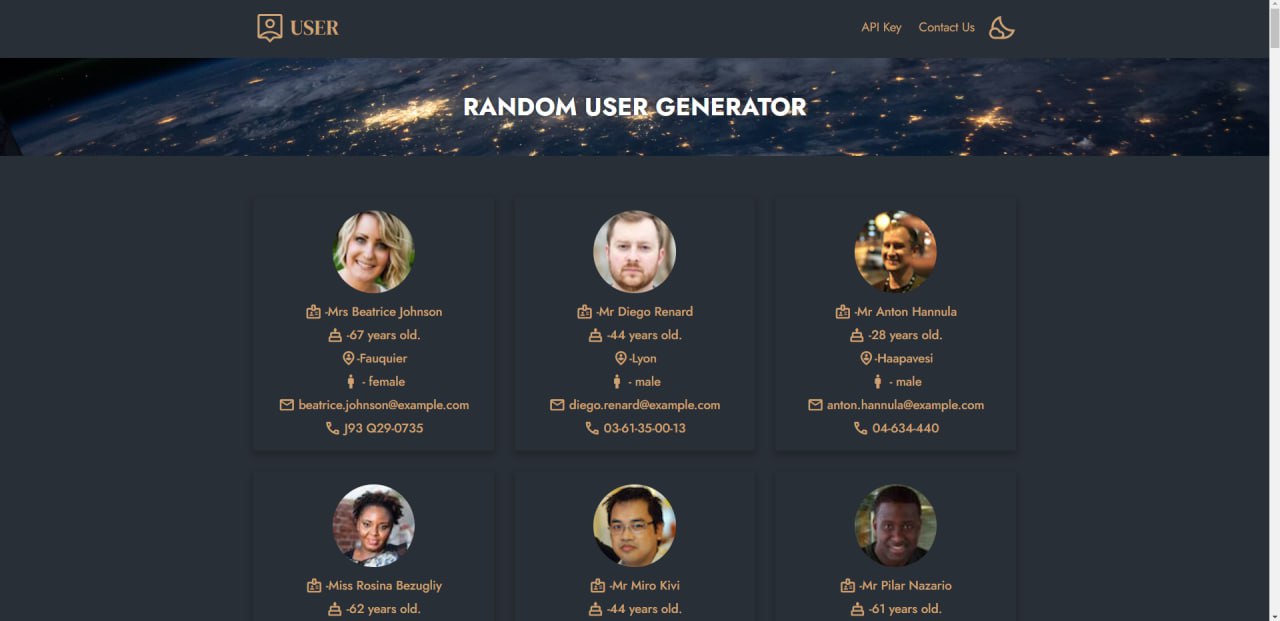 USER
API Key
Contact Us
RANDOM USER GENERATOR
-Mrs Beatrice Johnson
-67 years old.
-Fauquier
- female
beatrice.johnson@example.com
J93 Q29-0735
-Mr Diego Renard
-44 years old.
-Lyon
- male
diego.renard@example.com
03-61-35-00-13
-Mr Anton Hannula
-28 years old.
-Haapavesi
- male
anton.hannula@example.com
04-634-440
-Miss Rosina Bezugliy
-62 years old.
-Mr Miro Kivi
-44 years old.
-Mr Pilar Nazario
-61 years old.